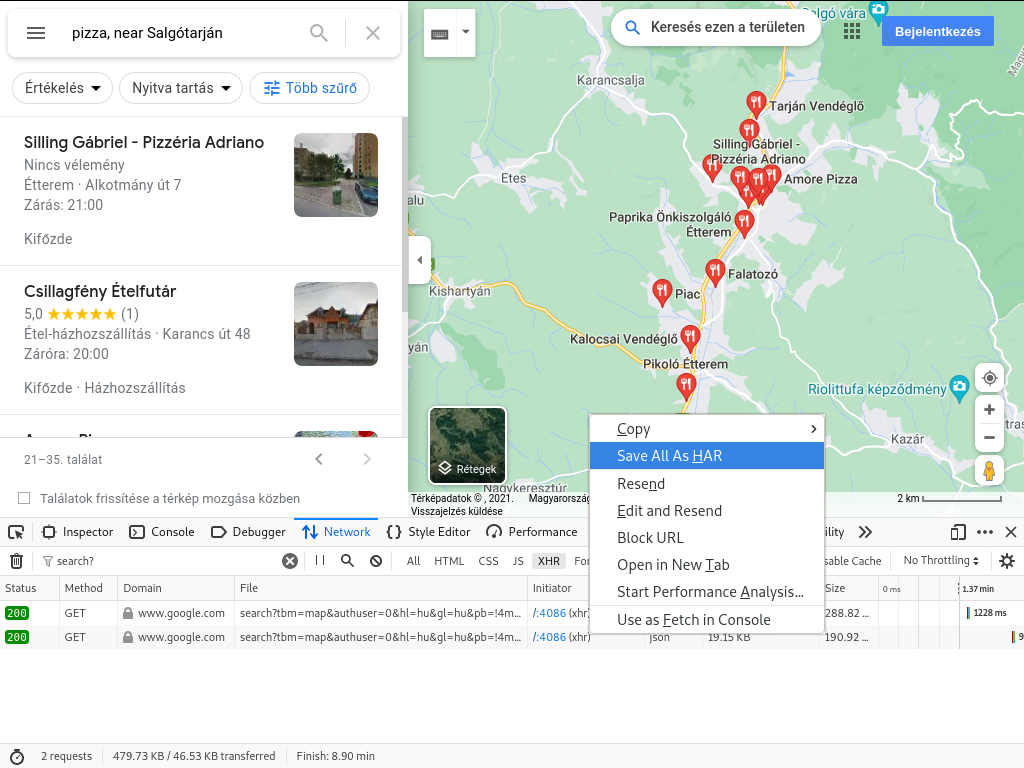 pizza, near Salgótarján
Értékelés
Nyitva tartás
Több szűrő
Silling Gábriel - Pizzéria Adriano
Nincs vélemény
Étterem · Alkotmány út 7
Zárás: 21:00
Kifőzde
Csillagfény Ételfutár
5,0 ★★★★★ (1)
Étel-házhozszállítás · Karancs út 48
Záróra: 20:00
Kifőzde · Házhozszállítás
21–35. találat
Találatok frissítése a térkép mozgása közben
Keresés ezen a területen
Bejelentkezés
Salgó vára
Karancsalja
Tarján Vendéglő
Silling Gábriel -
Pizzéria Adriano
Etes
Amore Pizza
Paprika Önkiszolgáló
Étterem
Falatozó
Kishartyán
Piac
Kalocsai Vendéglő
Pikoló Étterem
Riolittufa képződmény
Kazár
Rétegek
Nagykeresztúr
Térképadatok © , 2021. Magyarország
Visszajelzés küldése
2 km
Copy
Save All As HAR
Resend
Edit and Resend
Block URL
Open in New Tab
Start Performance Analysis...
Use as Fetch in Console
Inspector
Console
Debugger
Network
Style Editor
Performance
search?
All
HTML
CSS
JS
XHR
No Throttling
Status
Method
Domain
File
Initiator
Size
0 ms
1.37 min
200 GET www.google.com search?tbm=map&authuser=0&hl=hu&gl=hu&pb=!4m... /:4086 (xhr) 288.82 ... 1228 ms
200 GET www.google.com search?tbm=map&authuser=0&hl=hu&gl=hu&pb=!4m... /:4086 (xhr) json 19.15 KB 190.92 ...
2 requests
479.73 KB / 46.53 KB transferred
Finish: 8.90 min